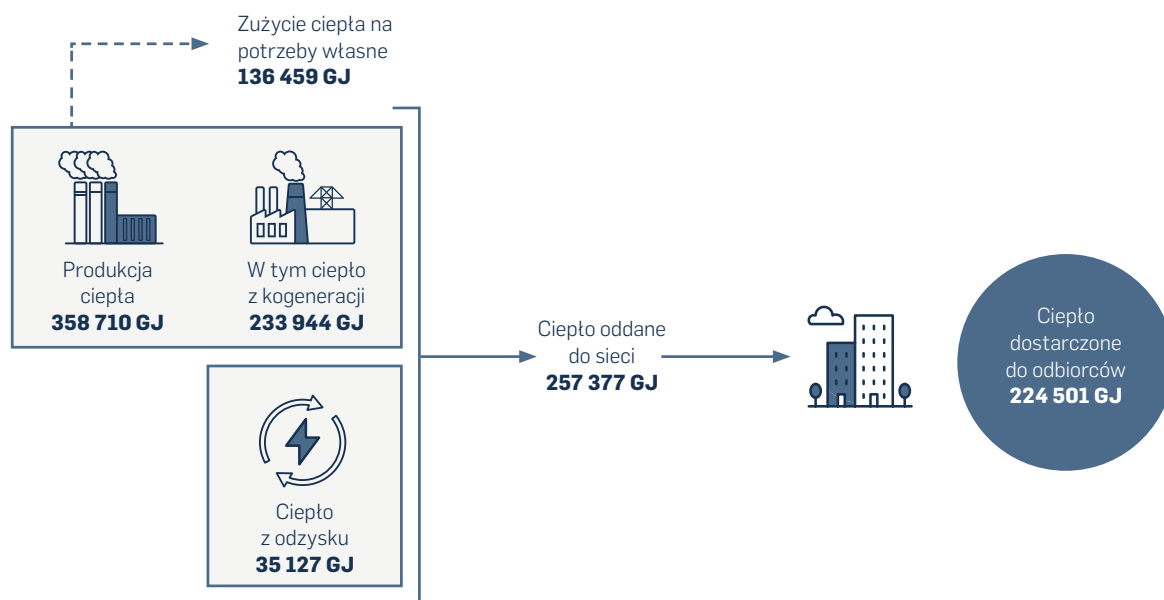 Zużycie ciepła na
potrzeby własne
136 459 GJ
Produkcja
ciepła
358 710 GJ
W tym ciepło
z kogeneracji
233 944 GJ
Ciepło
z odzysku
35 127 GJ
Ciepło oddane
do sieci
257 377 GJ
Ciepło
dostarczone
do odbiorców
224 501 GJ